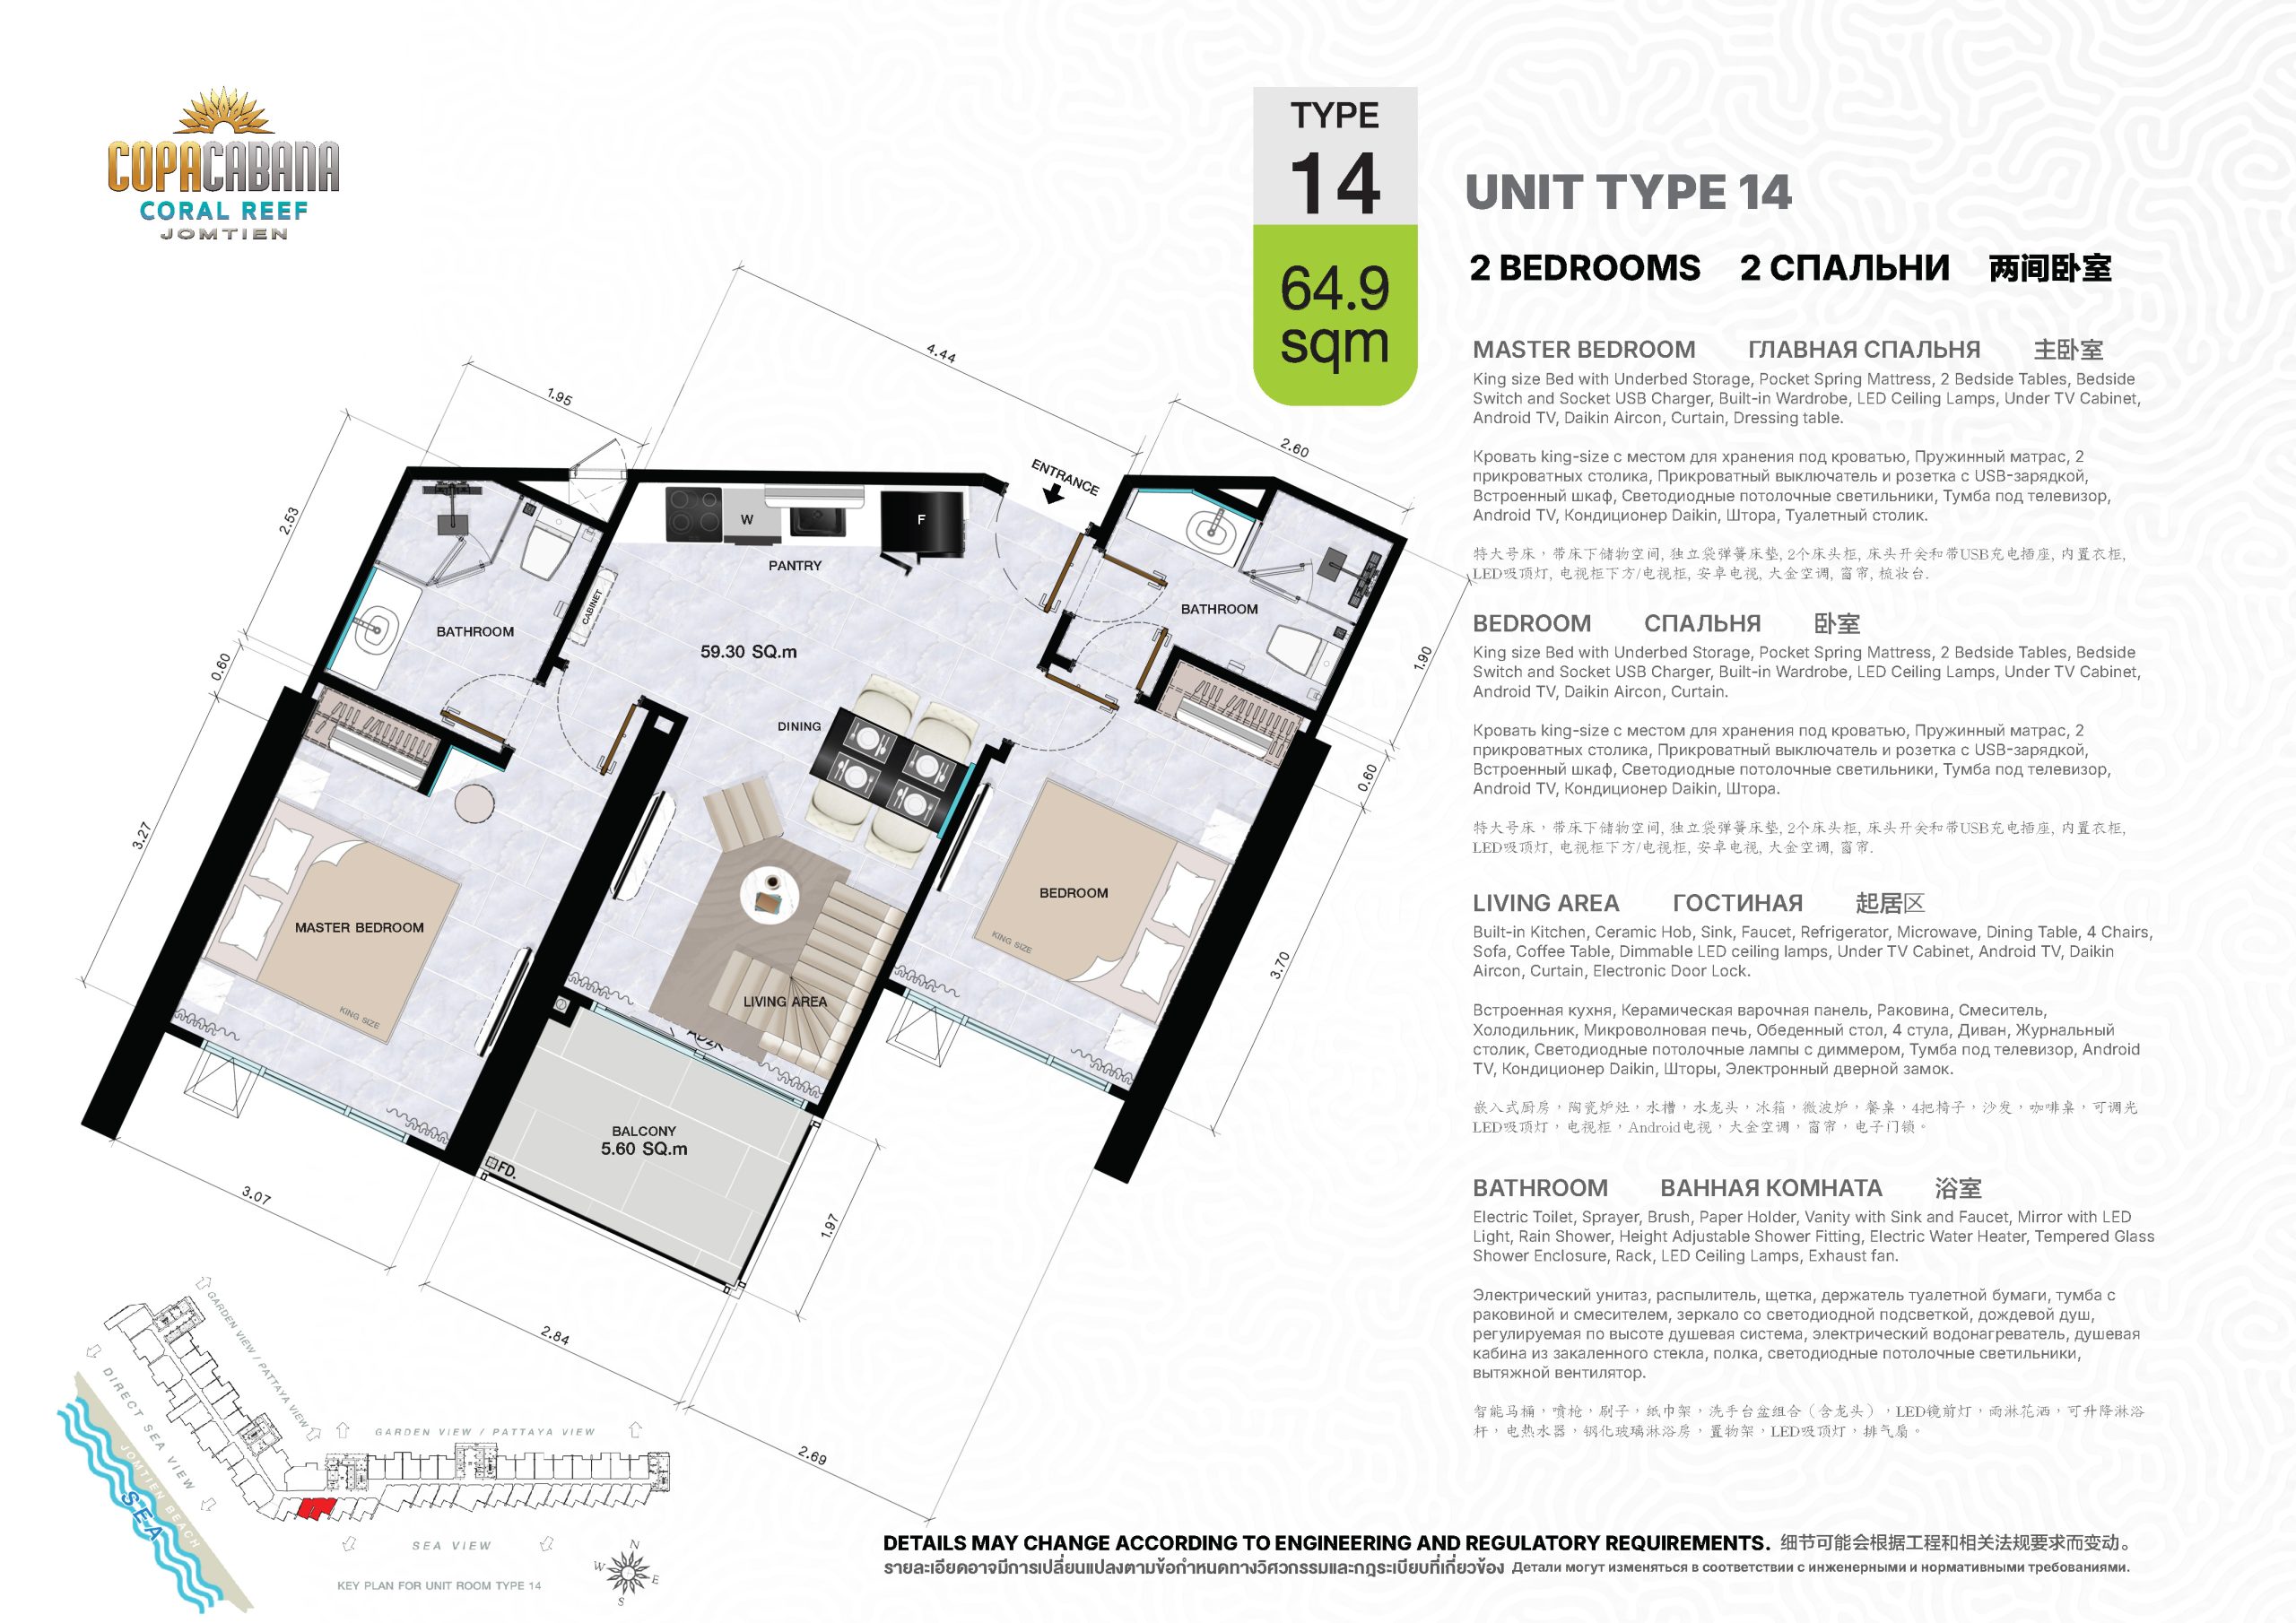 COPACABANA
CORAL REEF
JOMTIEN
TYPE
14
64.9
sqm
UNIT TYPE 14
2 BEDROOMS 2 СПАЛЬНИ 两间卧室
MASTER BEDROOM ГЛАВНАЯ СПАЛЬНЯ 主卧室
King size Bed with Underbed Storage, Pocket Spring Mattress, 2 Bedside Tables, Bedside
Switch and Socket USB Charger, Built-in Wardrobe, LED Ceiling Lamps, Under TV Cabinet,
Android TV, Daikin Aircon, Curtain, Dressing table.
Кровать king-size с местом для хранения под кроватью, Пружинный матрас, 2
прикроватных столика, Прикроватный выключатель и розетка с USB-зарядкой,
Встроенный шкаф, Светодиодные потолочные светильники, Тумба под телевизор,
Android TV, Кондиционер Daikin, Штора, Туалетный столик.
特大号床，带床下储物空间, 独立袋弹簧床垫, 2个床头柜, 床头开关和带USB充电插座, 内置衣柜,
LED吸顶灯, 电视柜下方/电视柜, 安卓电视, 大金空调, 窗帘, 梳妆台.
BEDROOM СПАЛЬНЯ 卧室
King size Bed with Underbed Storage, Pocket Spring Mattress, 2 Bedside Tables, Bedside
Switch and Socket USB Charger, Built-in Wardrobe, LED Ceiling Lamps, Under TV Cabinet,
Android TV, Daikin Aircon, Curtain.
Кровать king-size с местом для хранения под кроватью, Пружинный матрас, 2
прикроватных столика, Прикроватный выключатель и розетка с USB-зарядкой,
Встроенный шкаф, Светодиодные потолочные светильники, Тумба под телевизор,
Android TV, Кондиционер Daikin, Штора.
特大号床，带床下储物空间, 独立袋弹簧床垫, 2个床头柜, 床头开关和带USB充电插座, 内置衣柜,
LED吸顶灯, 电视柜下方/电视柜, 安卓电视, 大金空调, 窗帘.
LIVING AREA ГОСТИНАЯ 起居区
Built-in Kitchen, Ceramic Hob, Sink, Faucet, Refrigerator, Microwave, Dining Table, 4 Chairs,
Sofa, Coffee Table, Dimmable LED ceiling lamps, Under TV Cabinet, Android TV, Daikin
Aircon, Curtain, Electronic Door Lock.
Встроенная кухня, Керамическая варочная панель, Раковина, Смеситель,
Холодильник, Микроволновая печь, Обеденный стол, 4 стула, Диван, Журнальный
столик, Светодиодные потолочные лампы с диммером, Тумба под телевизор, Android
TV, Кондиционер Daikin, Шторы, Электронный дверной замок.
嵌入式厨房，陶瓷炉灶，水槽，水龙头，冰箱，微波炉，餐桌，4把椅子，沙发，咖啡桌，可调光
LED吸顶灯，电视柜，Android电视，大金空调，窗帘，电子门锁。
BATHROOM ВАННАЯ КОМНАТА 浴室
Electric Toilet, Sprayer, Brush, Paper Holder, Vanity with Sink and Faucet, Mirror with LED
Light, Rain Shower, Height Adjustable Shower Fitting, Electric Water Heater, Tempered Glass
Shower Enclosure, Rack, LED Ceiling Lamps, Exhaust fan.
Электрический унитаз, распылитель, щетка, держатель туалетной бумаги, тумба с
раковиной и смесителем, зеркало со светодиодной подсветкой, дождевой душ,
регулируемая по высоте душевая система, электрический водонагреватель, душевая
кабина из закаленного стекла, полка, светодиодные потолочные светильники,
вытяжной вентилятор.
智能马桶，喷枪，刷子，纸巾架，洗手台盆组合（含龙头），LED镜前灯，雨淋花洒，可升降淋浴
杆，电热水器，钢化玻璃淋浴房，置物架，LED吸顶灯，排气扇。
4.44
1.95
2.60
2.53
0.60
3.27
1.90
0.60
3.70
3.07
2.84
1.97
2.69
ENTRANCE
W
F
PANTRY
CABINET
BATHROOM
BATHROOM
59.30 SQ.m
DINING
MASTER BEDROOM
KING SIZE
BEDROOM
KING SIZE
LIVING AREA
BALCONY
5.60 SQ.m
FD.
GARDEN VIEW / PATTAYA VIEW
DIRECT SEA VIEW
JOMTIEN BEACH
SEA
GARDEN VIEW / PATTAYA VIEW
SEA VIEW
KEY PLAN FOR UNIT ROOM TYPE 14
N
W
E
S
DETAILS MAY CHANGE ACCORDING TO ENGINEERING AND REGULATORY REQUIREMENTS. 细节可能会根据工程和相关法规要求而变动。
รายละเอียดอาจมีการเปลี่ยนแปลงตามข้อกำหนดทางวิศวกรรมและกฎระเบียบที่เกี่ยวข้อง Детали могут изменяться в соответствии с инженерными и нормативными требованиями.